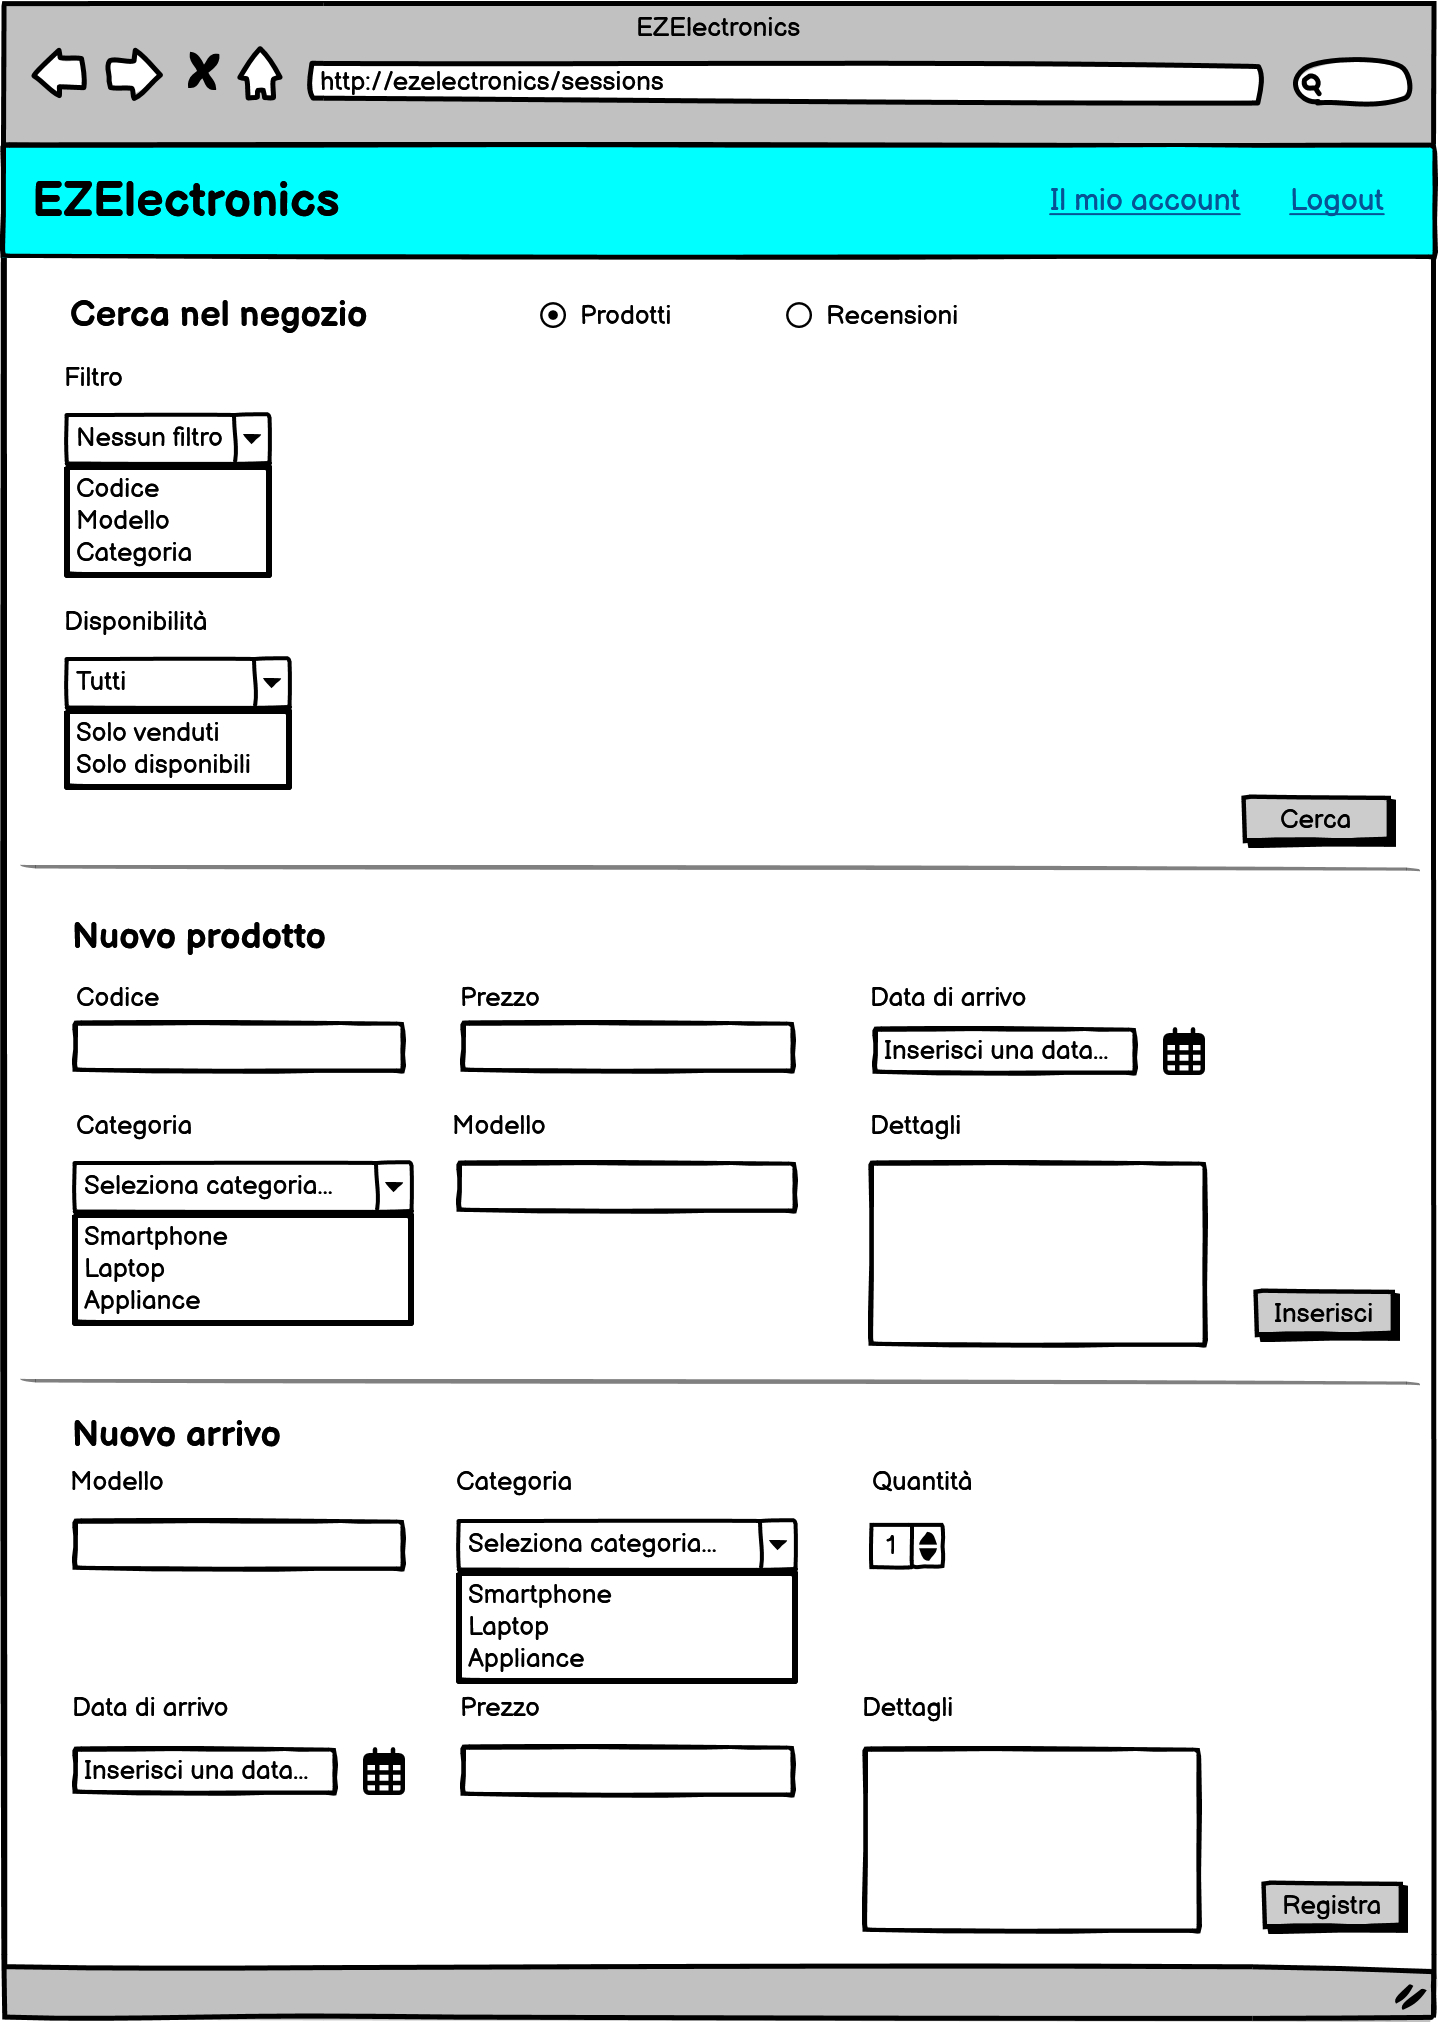 EZElectronics
http://ezelectronics/sessions
EZElectronics
Il mio account
Logout
Cerca nel negozio
Prodotti
Recensioni
Filtro
Nessun filtro
Codice
Modello
Categoria
Disponibilità
Tutti
Solo venduti
Solo disponibili
Cerca
Nuovo prodotto
Codice
Prezzo
Data di arrivo
Inserisci una data...
Categoria
Modello
Dettagli
Seleziona categoria...
Smartphone
Laptop
Appliance
Inserisci
Nuovo arrivo
Modello
Categoria
Quantità
Seleziona categoria...
1
Smartphone
Laptop
Appliance
Data di arrivo
Prezzo
Dettagli
Inserisci una data...
Registra